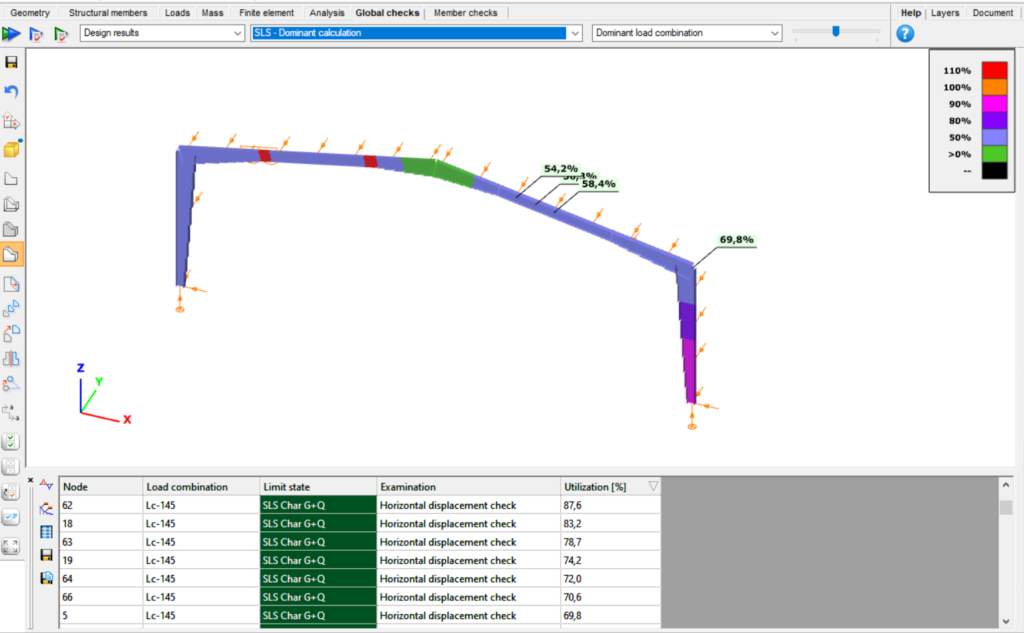 Geometry Structural members Loads Mass Finite element Analysis Global checks Member checks Help Layers Document
Design results SLS - Dominant calculation Dominant load combination ?
110%
100%
90%
80%
50%
>0%
--
54,2%
58,4%
69,8%
Z
Y
X
Node Load combination Limit state Examination Utilization [%]
62 Lc-145 SLS Char G+Q Horizontal displacement check 87,6
18 Lc-145 SLS Char G+Q Horizontal displacement check 83,2
63 Lc-145 SLS Char G+Q Horizontal displacement check 78,7
19 Lc-145 SLS Char G+Q Horizontal displacement check 74,2
64 Lc-145 SLS Char G+Q Horizontal displacement check 72,0
66 Lc-145 SLS Char G+Q Horizontal displacement check 70,6
5 Lc-145 SLS Char G+Q Horizontal displacement check 69,8